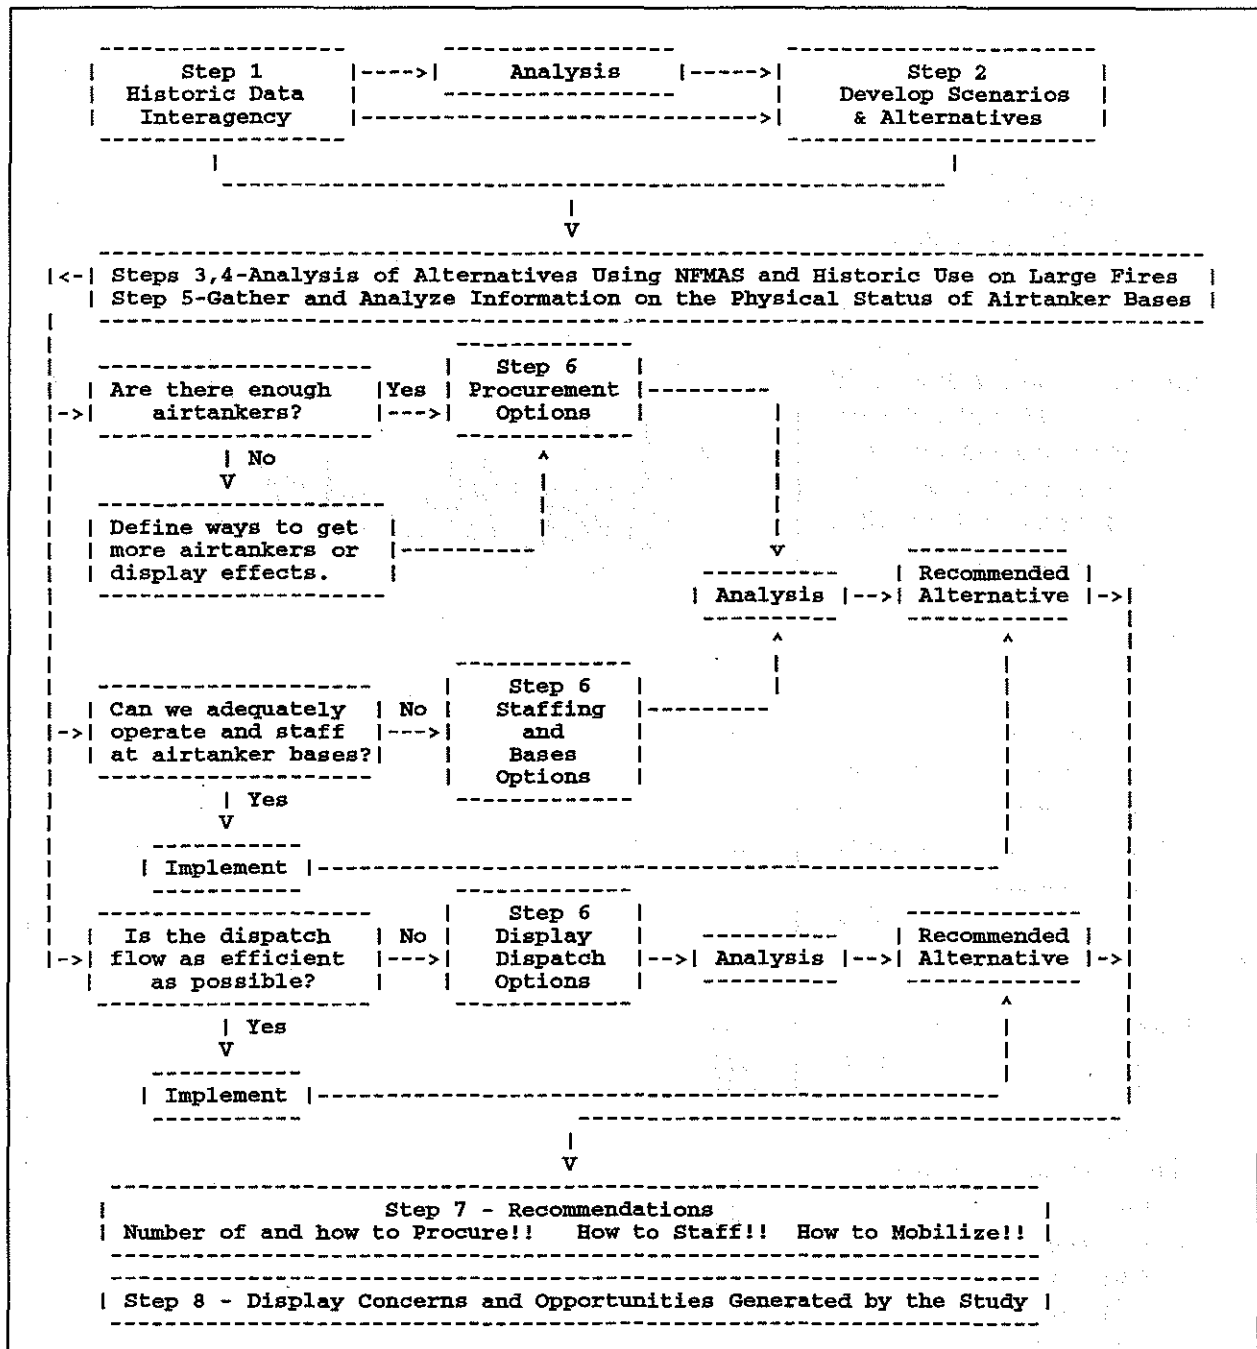 Step 1
Historic Data
Interagency
Analysis
Step 2
Develop Scenarios
& Alternatives
Steps 3,4-Analysis of Alternatives Using NFMAS and Historic Use on Large Fires
Step 5-Gather and Analyze Information on the Physical Status of Airtanker Bases
Are there enough
airtankers?
Yes
Step 6
Procurement
Options
No
Define ways to get
more airtankers or
display effects.
Analysis
Recommended
Alternative
Can we adequately
operate and staff
at airtanker bases?
No
Step 6
Staffing
and
Bases
Options
Yes
Implement
Is the dispatch
flow as efficient
as possible?
No
Step 6
Display
Dispatch
Options
Analysis
Recommended
Alternative
Yes
Implement
Step 7 - Recommendations
Number of and how to Procure!! How to Staff!! How to Mobilize!!
Step 8 - Display Concerns and Opportunities Generated by the Study